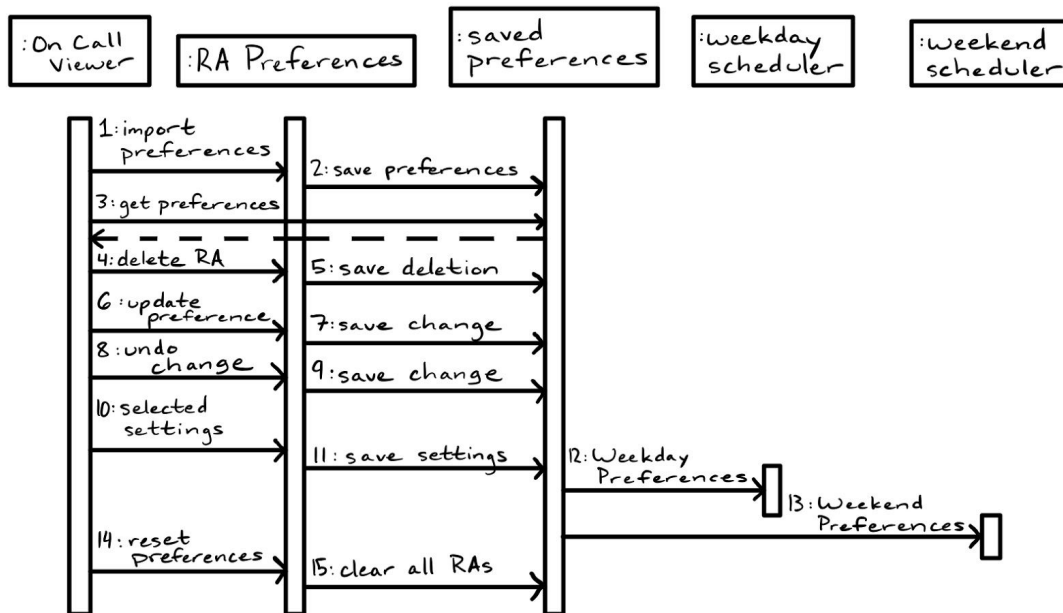 :On Call
Viewer
:RA Preferences
:saved
preferences
:weekday
scheduler
:weekend
scheduler
1:import
preferences
2:save preferences
3:get preferences
4:delete RA
5:save deletion
6:update
preference
7:save change
8:undo
change
9:save change
10:selected
settings
11:save settings
12:Weekday
Preferences
13:Weekend
Preferences
14:reset
preferences
15:clear all RAs